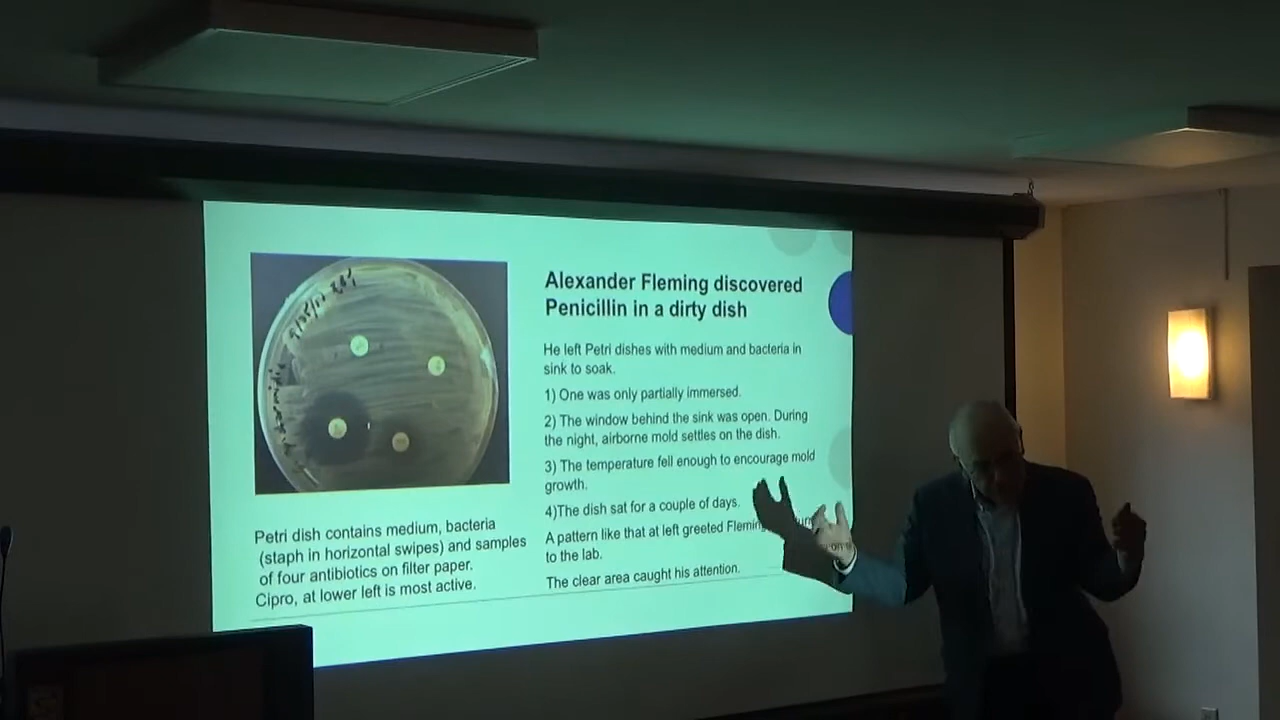 Alexander Fleming discovered
Penicillin in a dirty dish
He left Petri dishes with medium and bacteria in
sink to soak.
1) One was only partially immersed.
2) The window behind the sink was open. During
the night, airborne mold settles on the dish.
3) The temperature fell enough to encourage mold
growth.
4)The dish sat for a couple of days.
A pattern like that at left greeted Fleming
to the lab.
The clear area caught his attention.
Petri dish contains medium, bacteria
(staph in horizontal swipes) and samples
of four antibiotics on filter paper.
Cipro, at lower left is most active.